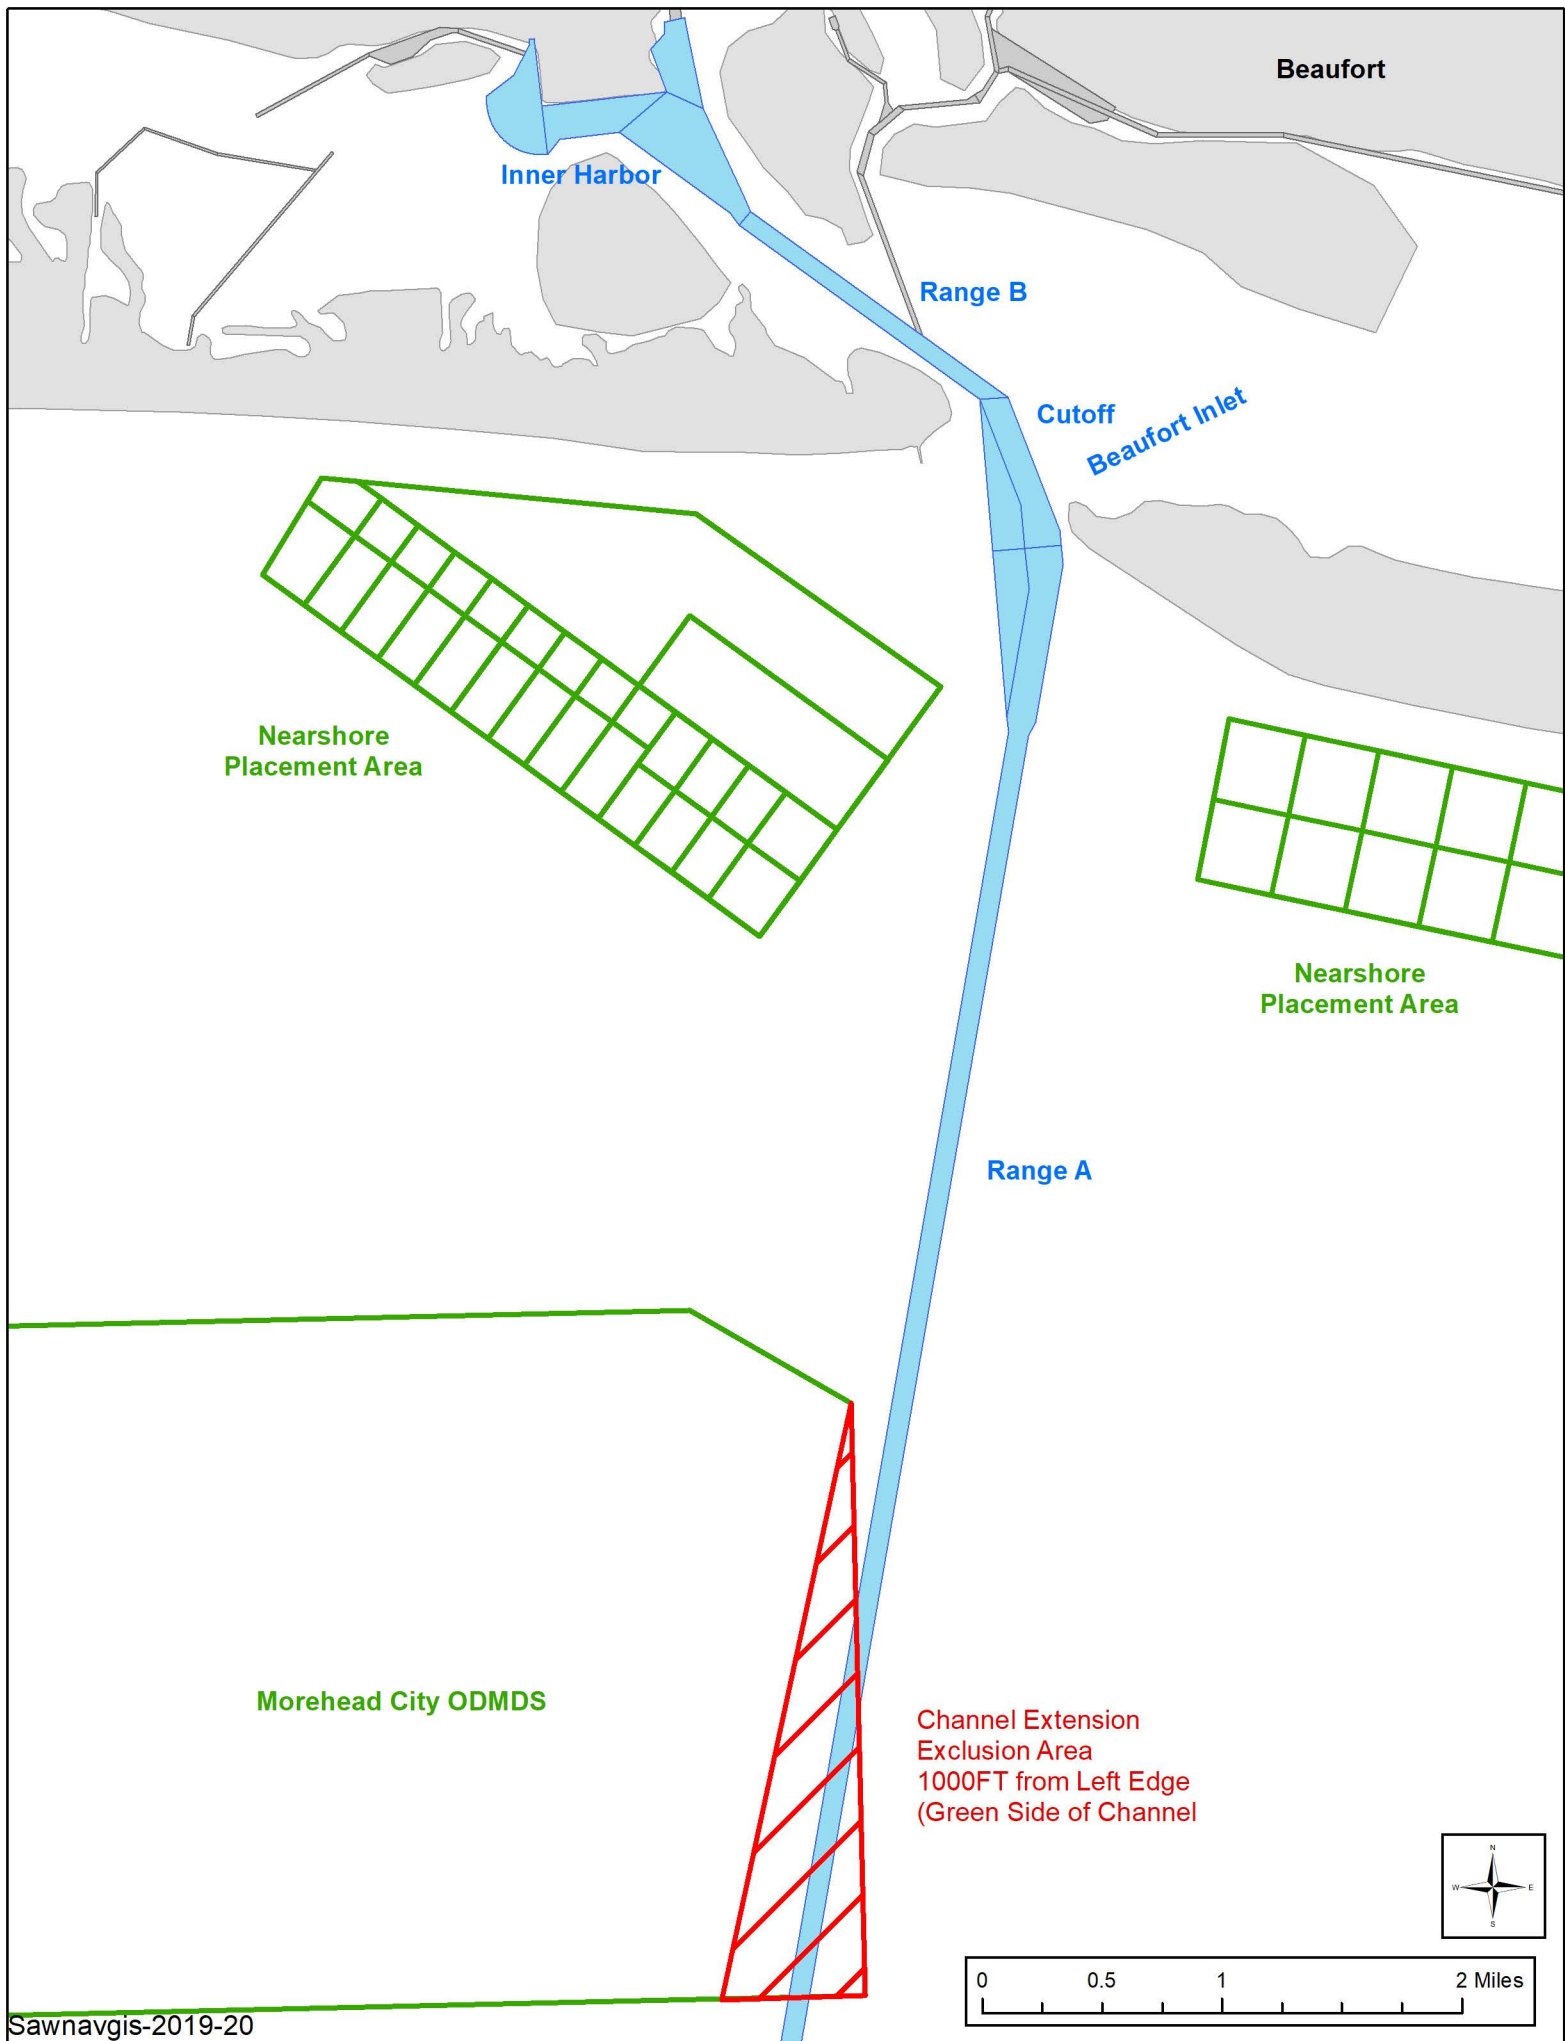 Beaufort
Inner Harbor
Range B
Cutoff
Beaufort Inlet
Nearshore
Placement Area
Nearshore
Placement Area
Range A
Morehead City ODMDS
Channel Extension
Exclusion Area
1000FT from Left Edge
(Green Side of Channel
N
W E
S
0 0.5 1 2 Miles
Sawnavgis-2019-20